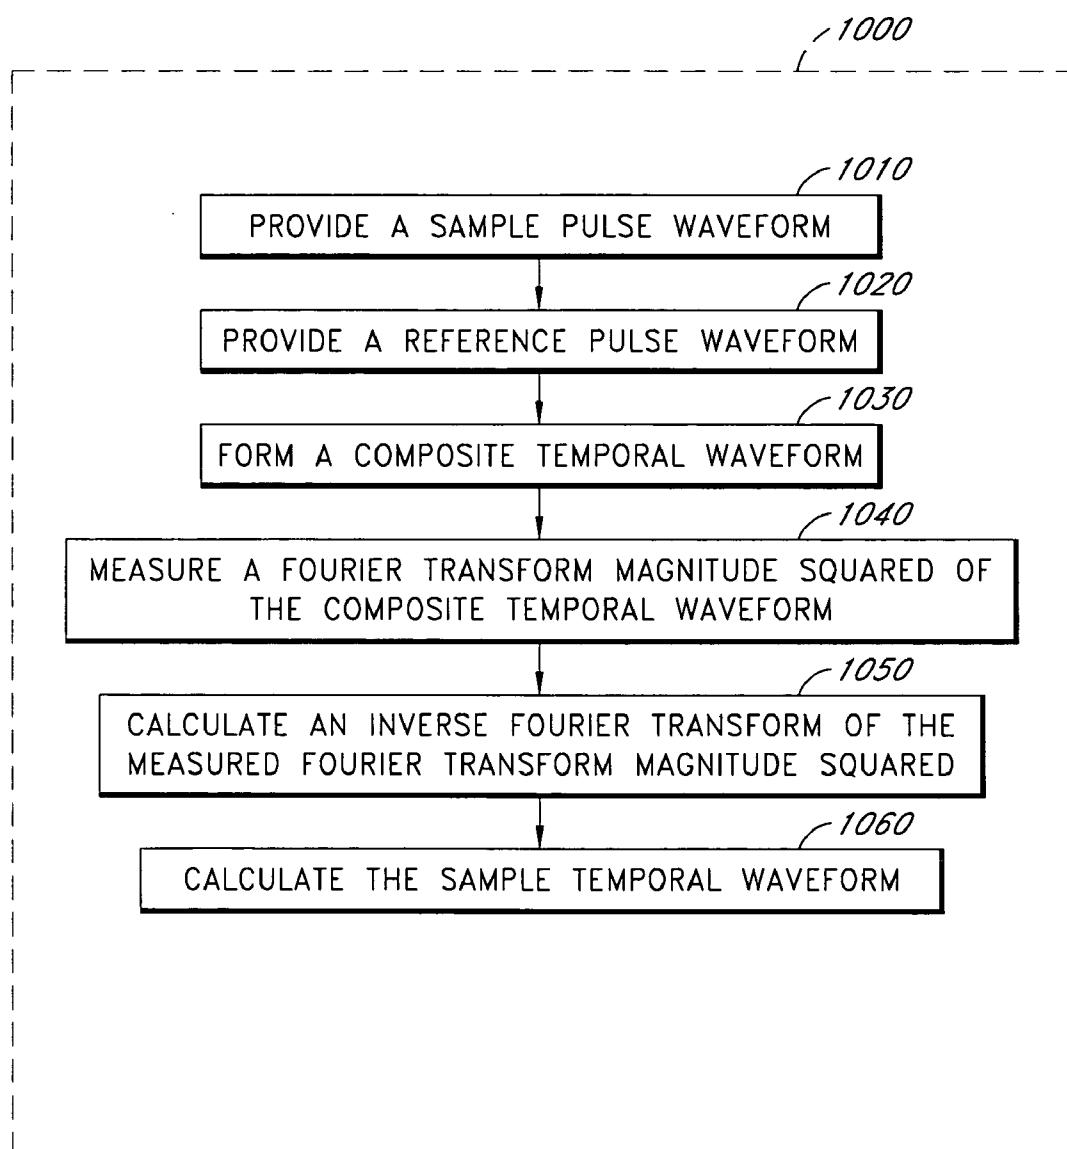 1000
1010
PROVIDE A SAMPLE PULSE WAVEFORM
1020
PROVIDE A REFERENCE PULSE WAVEFORM
1030
FORM A COMPOSITE TEMPORAL WAVEFORM
1040
MEASURE A FOURIER TRANSFORM MAGNITUDE SQUARED OF
THE COMPOSITE TEMPORAL WAVEFORM
1050
CALCULATE AN INVERSE FOURIER TRANSFORM OF THE
MEASURED FOURIER TRANSFORM MAGNITUDE SQUARED
1060
CALCULATE THE SAMPLE TEMPORAL WAVEFORM